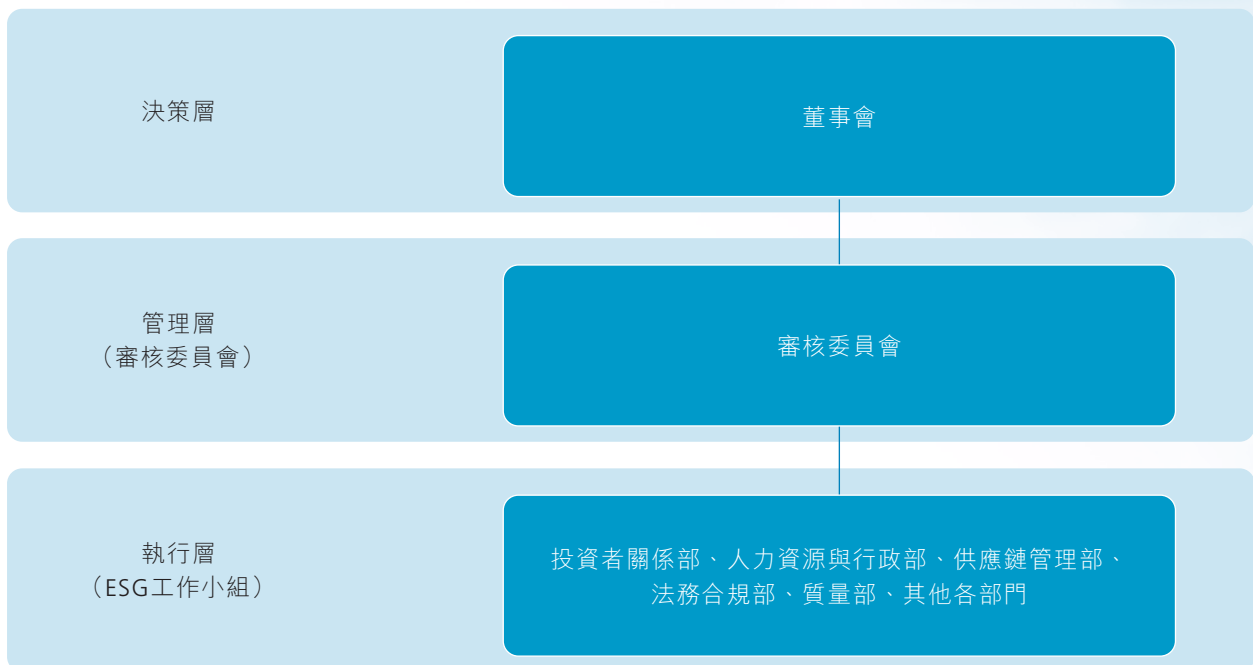 決策層
董事會
管理層
（審核委員會）
審核委員會
執行層
（ESG工作小組）
投資者關係部、人力資源與行政部、供應鏈管理部、
法務合規部、質量部、其他各部門